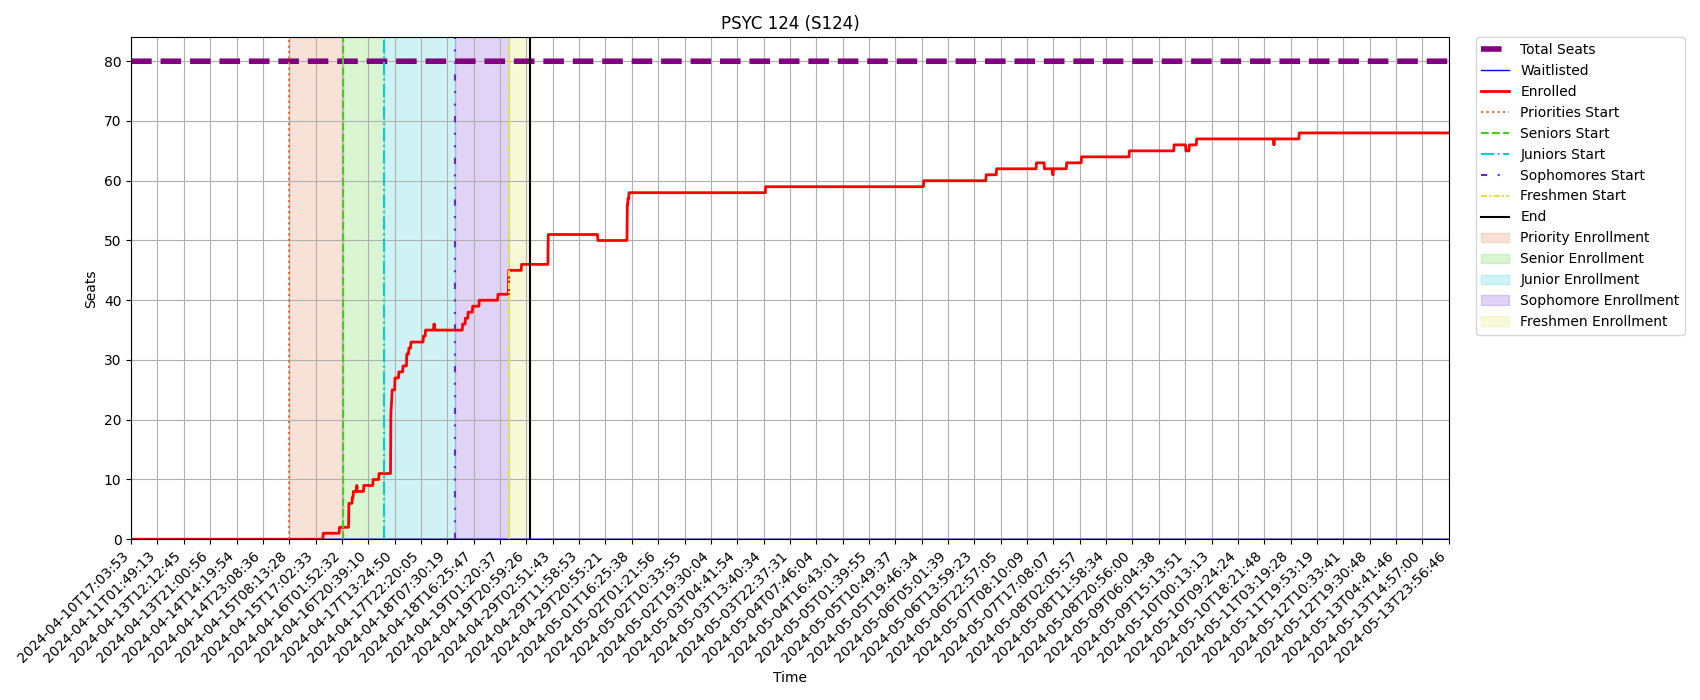 PSYC 124 (S124)
Total Seats
Waitlisted
Enrolled
Priorities Start
Seniors Start
Juniors Start
Sophomores Start
Freshmen Start
End
Priority Enrollment
Senior Enrollment
Junior Enrollment
Sophomore Enrollment
Freshmen Enrollment
Seats
80
70
60
50
40
30
20
10
0
2024-04-10T17:03:53
2024-04-11T01:49:13
2024-04-13T12:12:45
2024-04-13T21:00:56
2024-04-14T14:19:54
2024-04-14T23:08:36
2024-04-15T08:13:28
2024-04-15T17:02:33
2024-04-16T01:52:32
2024-04-16T20:39:10
2024-04-17T13:24:50
2024-04-17T22:20:05
2024-04-18T07:30:19
2024-04-18T16:25:47
2024-04-19T01:20:37
2024-04-19T20:59:26
2024-04-29T02:51:43
2024-04-29T11:58:53
2024-04-29T20:55:21
2024-05-01T16:25:38
2024-05-02T01:21:56
2024-05-02T10:33:55
2024-05-02T19:30:04
2024-05-03T04:41:54
2024-05-03T13:40:34
2024-05-03T22:37:31
2024-05-04T07:46:04
2024-05-04T16:43:01
2024-05-05T01:39:55
2024-05-05T10:49:37
2024-05-05T19:46:34
2024-05-06T05:01:39
2024-05-06T13:59:23
2024-05-06T22:57:05
2024-05-07T08:10:09
2024-05-07T17:08:07
2024-05-08T02:05:57
2024-05-08T11:58:34
2024-05-08T20:56:00
2024-05-09T06:04:38
2024-05-09T15:13:51
2024-05-10T00:13:13
2024-05-10T09:24:24
2024-05-10T18:21:48
2024-05-11T03:19:28
2024-05-11T19:53:19
2024-05-12T10:33:41
2024-05-12T19:30:48
2024-05-13T04:41:46
2024-05-13T14:57:00
2024-05-13T23:56:46
Time